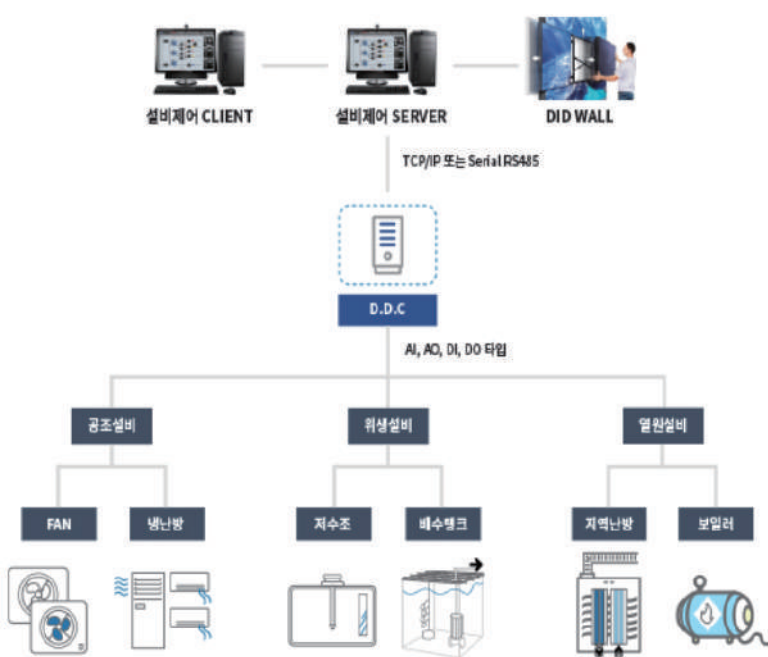 설비제어 CLIENT
설비제어 SERVER
DID WALL
TCP/IP 또는 Serial RS485
D.D.C
AI, AO, DI, DO 타입
공조설비
위생설비
열원설비
FAN
냉난방
저수조
배수탱크
지역난방
보일러